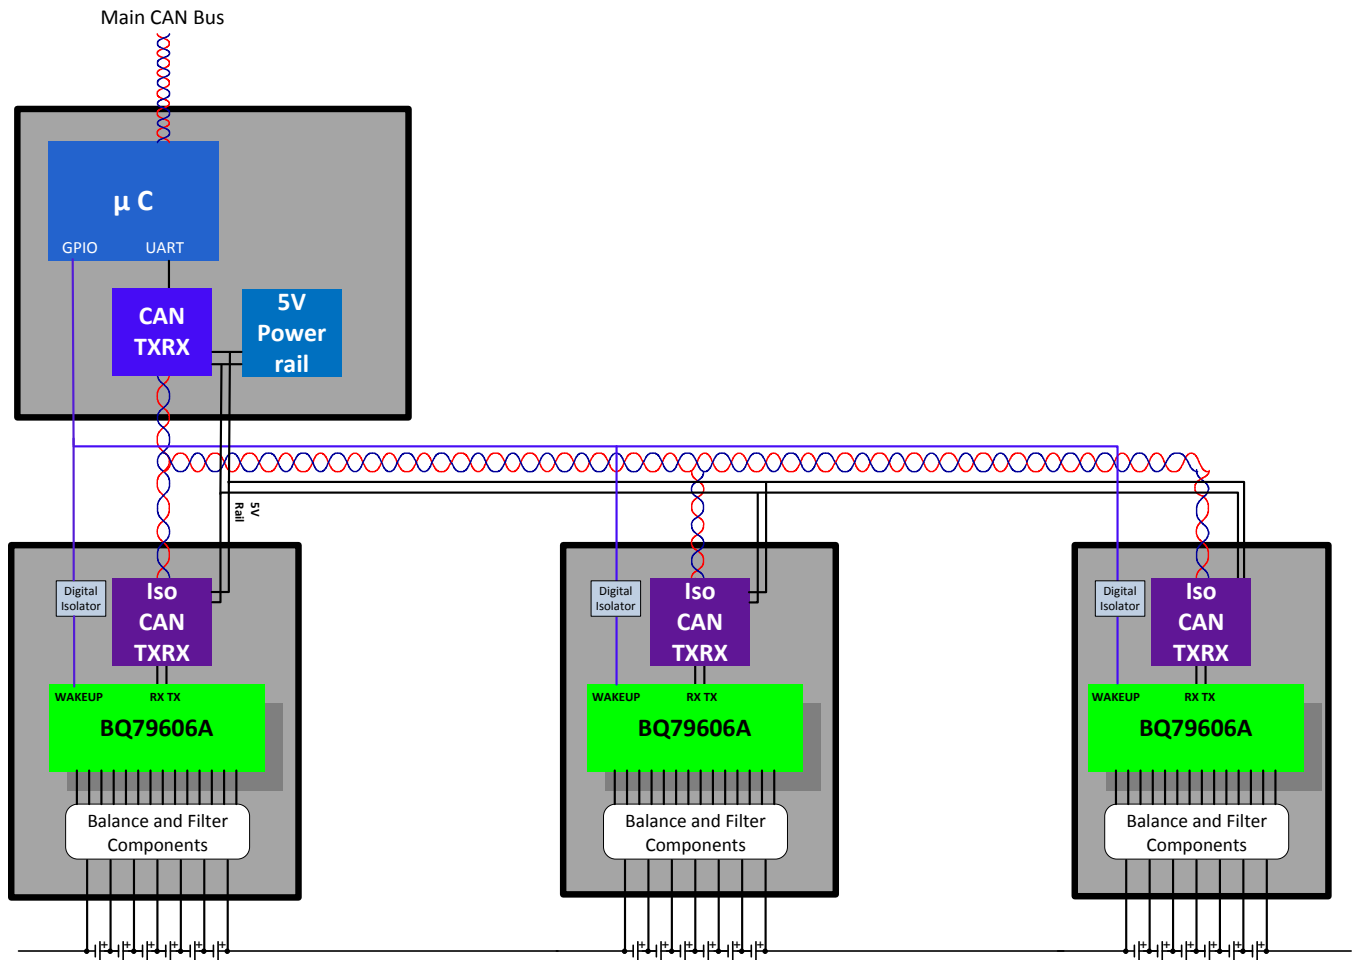 Main CAN Bus
µ C
GPIO UART
CAN
TXRX
5V
Power
rail
5V
Rail
Digital
Isolator
Iso
CAN
TXRX
WAKEUP RX TX
BQ79606A
Balance and Filter
Components
Digital
Isolator
Iso
CAN
TXRX
WAKEUP RX TX
BQ79606A
Balance and Filter
Components
Digital
Isolator
Iso
CAN
TXRX
WAKEUP RX TX
BQ79606A
Balance and Filter
Components
+ + + + + +
+ + + + + +
+ + + + + +